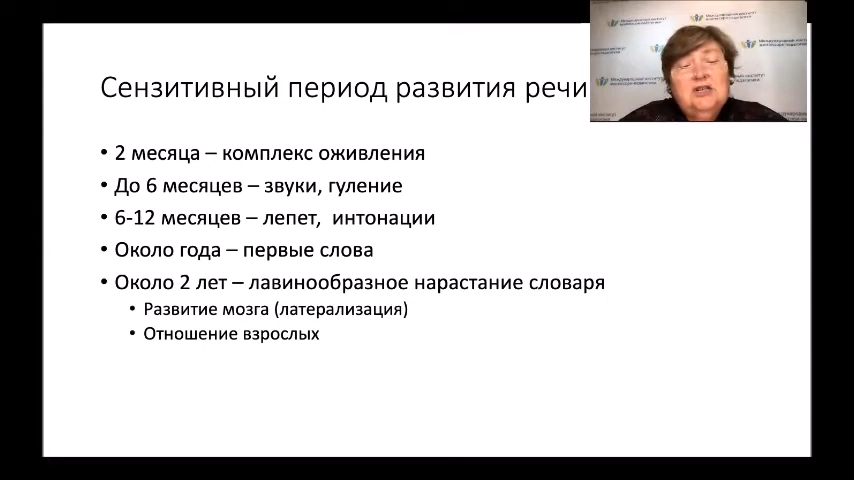 Сензитивный период развития речи
• 2 месяца – комплекс оживления
• До 6 месяцев – звуки, гуление
• 6-12 месяцев – лепет, интонации
• Около года – первые слова
• Около 2 лет – лавинообразное нарастание словаря
• Развитие мозга (латерализация)
• Отношение взрослых